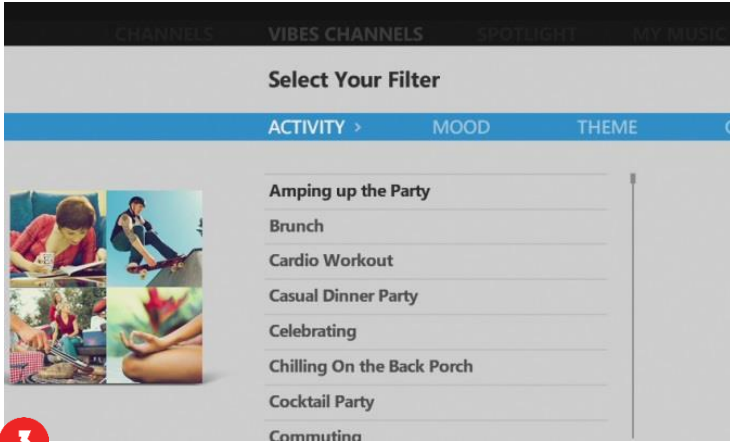 CHANNELS VIBES CHANNELS SPOTLIGHT MY MUSIC
Select Your Filter
ACTIVITY > MOOD THEME
Amping up the Party
Brunch
Cardio Workout
Casual Dinner Party
Celebrating
Chilling On the Back Porch
Cocktail Party
Commuting
3